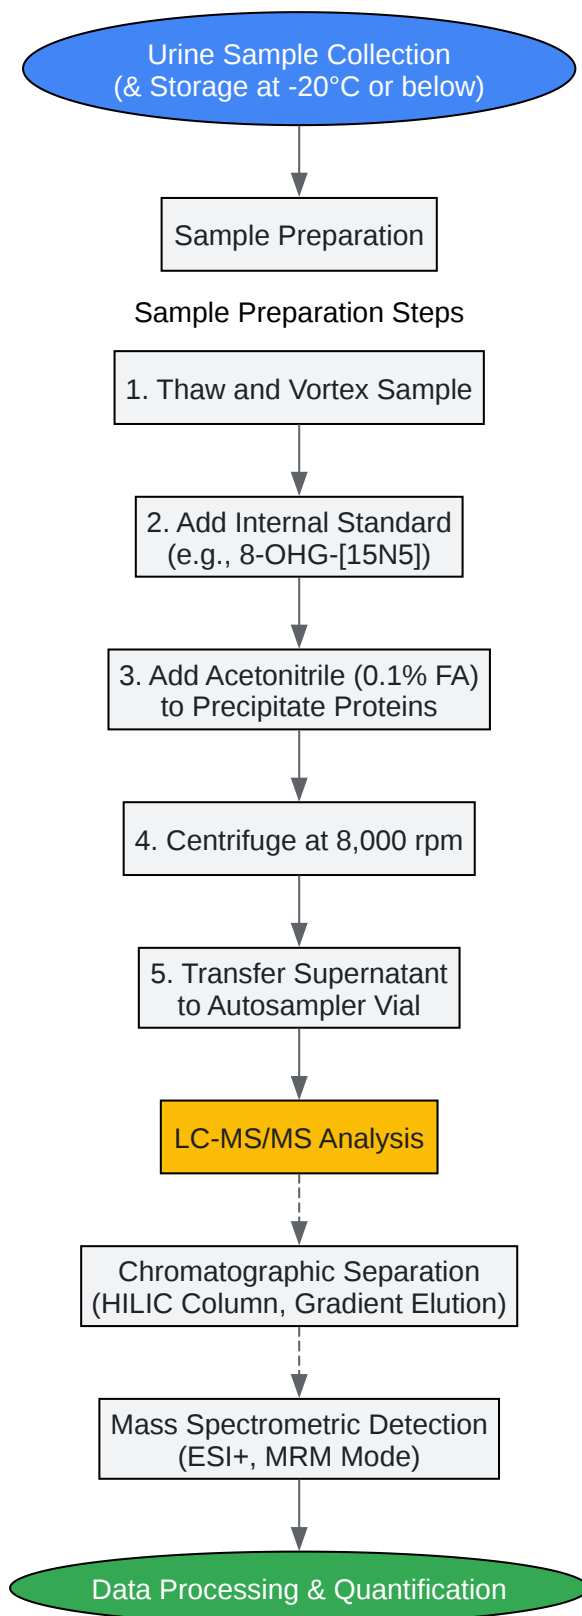 Urine Sample Collection
(& Storage at -20°C or below)
Sample Preparation
Sample Preparation Steps
1. Thaw and Vortex Sample
2. Add Internal Standard
(e.g., 8-OHG-[15N5])
3. Add Acetonitrile (0.1% FA)
to Precipitate Proteins
4. Centrifuge at 8,000 rpm
5. Transfer Supernatant
to Autosampler Vial
LC-MS/MS Analysis
Chromatographic Separation
(HILIC Column, Gradient Elution)
Mass Spectrometric Detection
(ESI+, MRM Mode)
Data Processing & Quantification